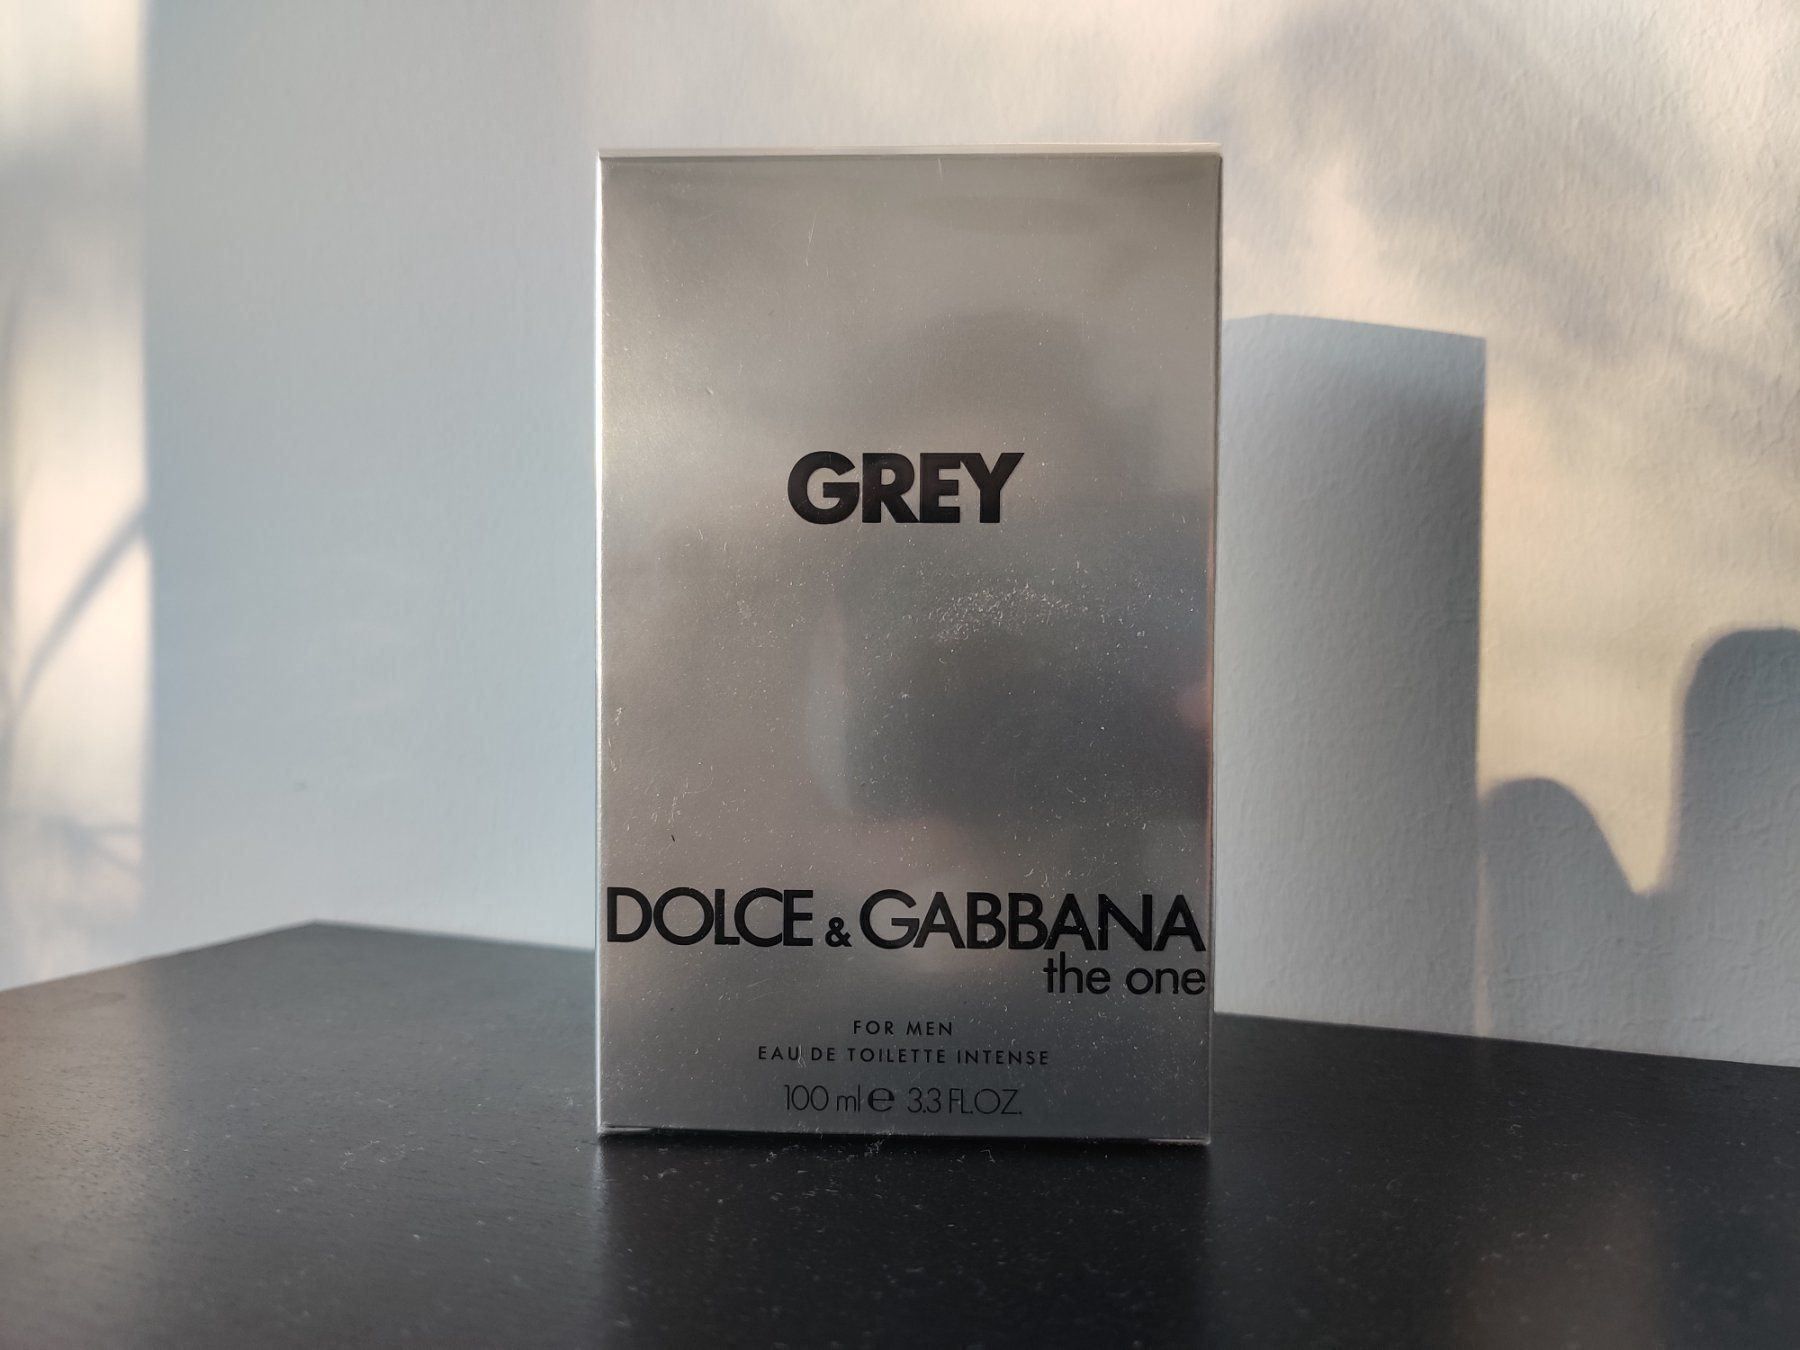 GREY
DOLCE & GABBANA
the one
FOR MEN
EAU DE TOILETTE INTENSE
100 ml ℮ 3.3 FL.OZ.